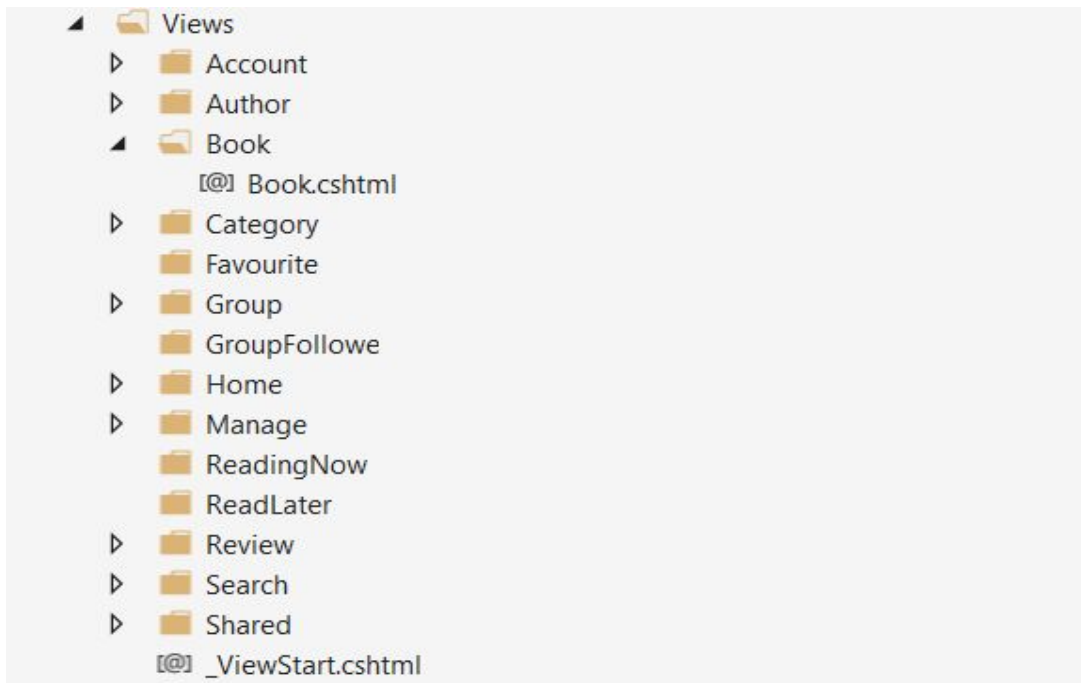 Views
Account
Author
Book
[@] Book.cshtml
Category
Favourite
Group
GroupFollowe
Home
Manage
ReadingNow
ReadLater
Review
Search
Shared
[@] _ViewStart.cshtml